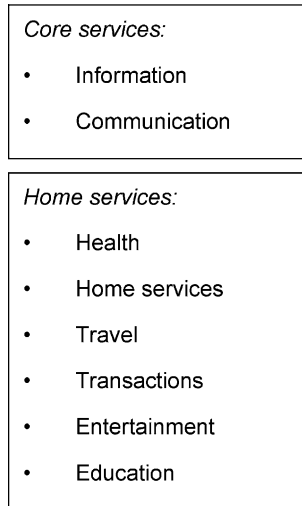 Core services:
• Information
• Communication
Home services:
• Health
• Home services
• Travel
• Transactions
• Entertainment
• Education